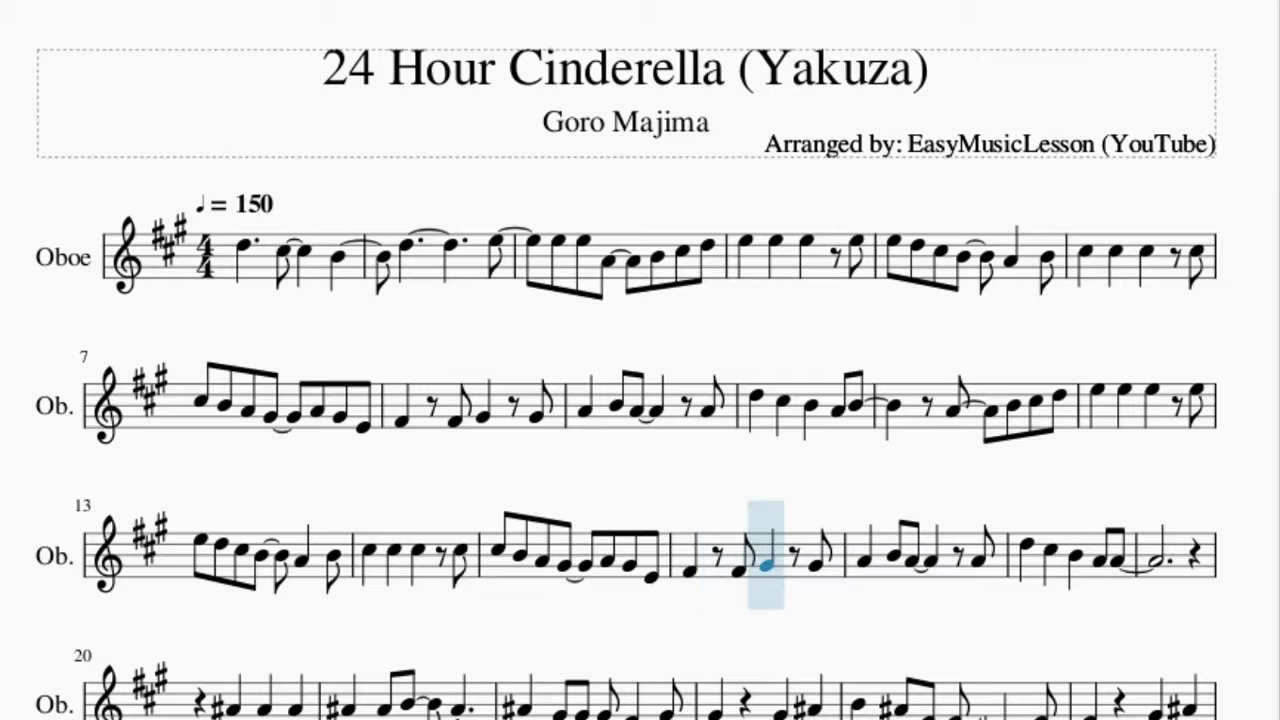 24 Hour Cinderella (Yakuza)
Goro Majima
Arranged by: EasyMusicLesson (YouTube)
♩ = 150
Oboe
4
4
7
Ob.
13
Ob.
20
Ob.